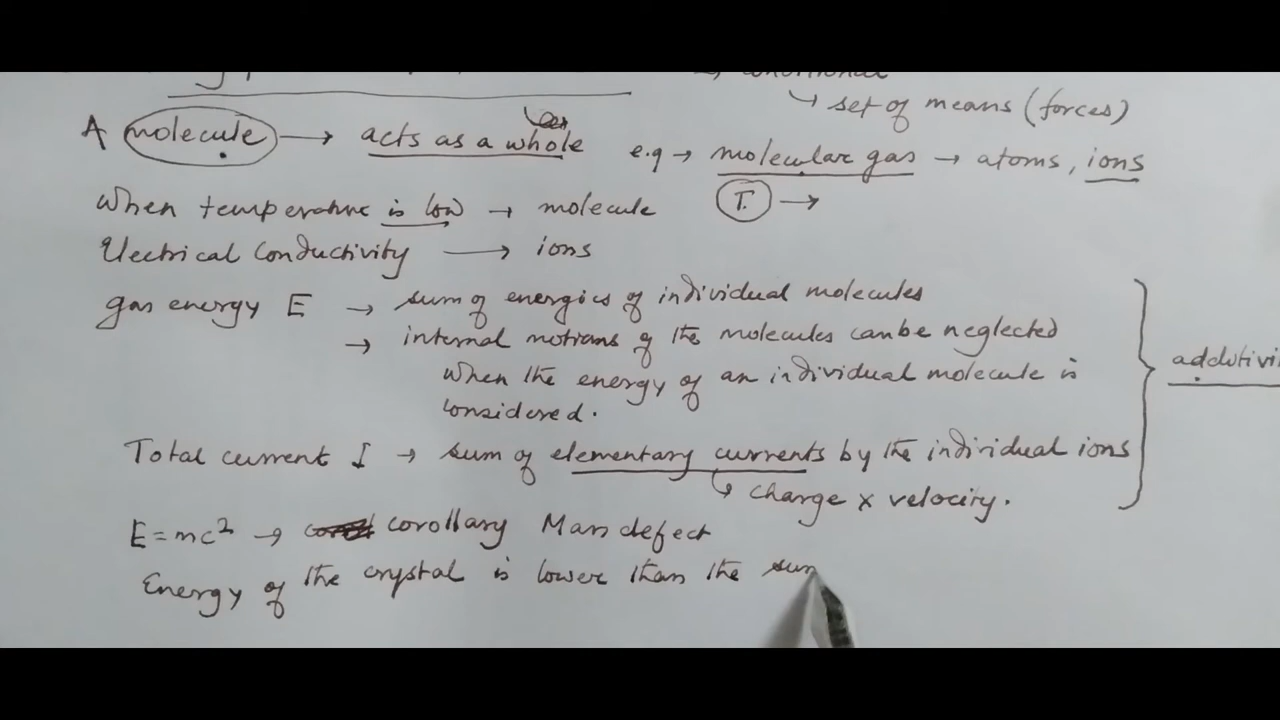 set of means (forces)
A molecule → acts as a whole e.g → molecular gas → atoms, ions
When temperature is low → molecule T. →
Electrical conductivity → ions
gas energy E → sum of energies of individual molecules
→ internal motions of the molecules can be neglected
when the energy of an individual molecule is
considered.
additivi
Total current I → sum of elementary currents by the individual ions
↳ charge x velocity.
E=mc² → corollary Mass defect
Energy of the crystal is lower than the sum